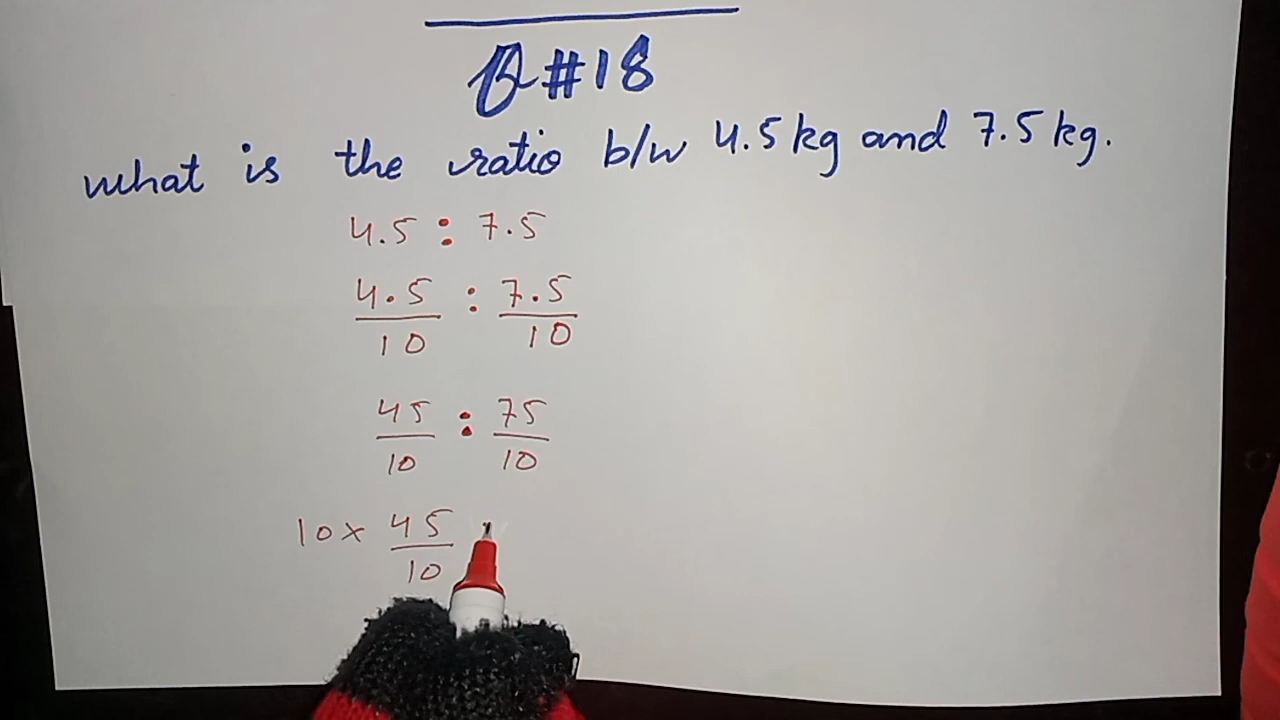 Q#18
what is the ratio b/w 4.5 kg and 7.5 kg.
4.5 : 7.5
4.5/10 : 7.5/10
45/10 : 75/10
10 x 45/10